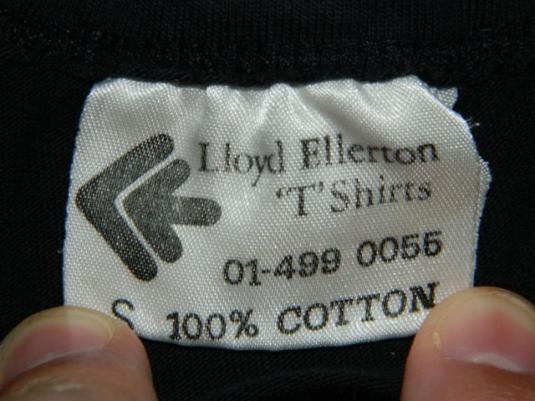 Lloyd Ellerton
'T' Shirts
01-499 0055
S 100% COTTON